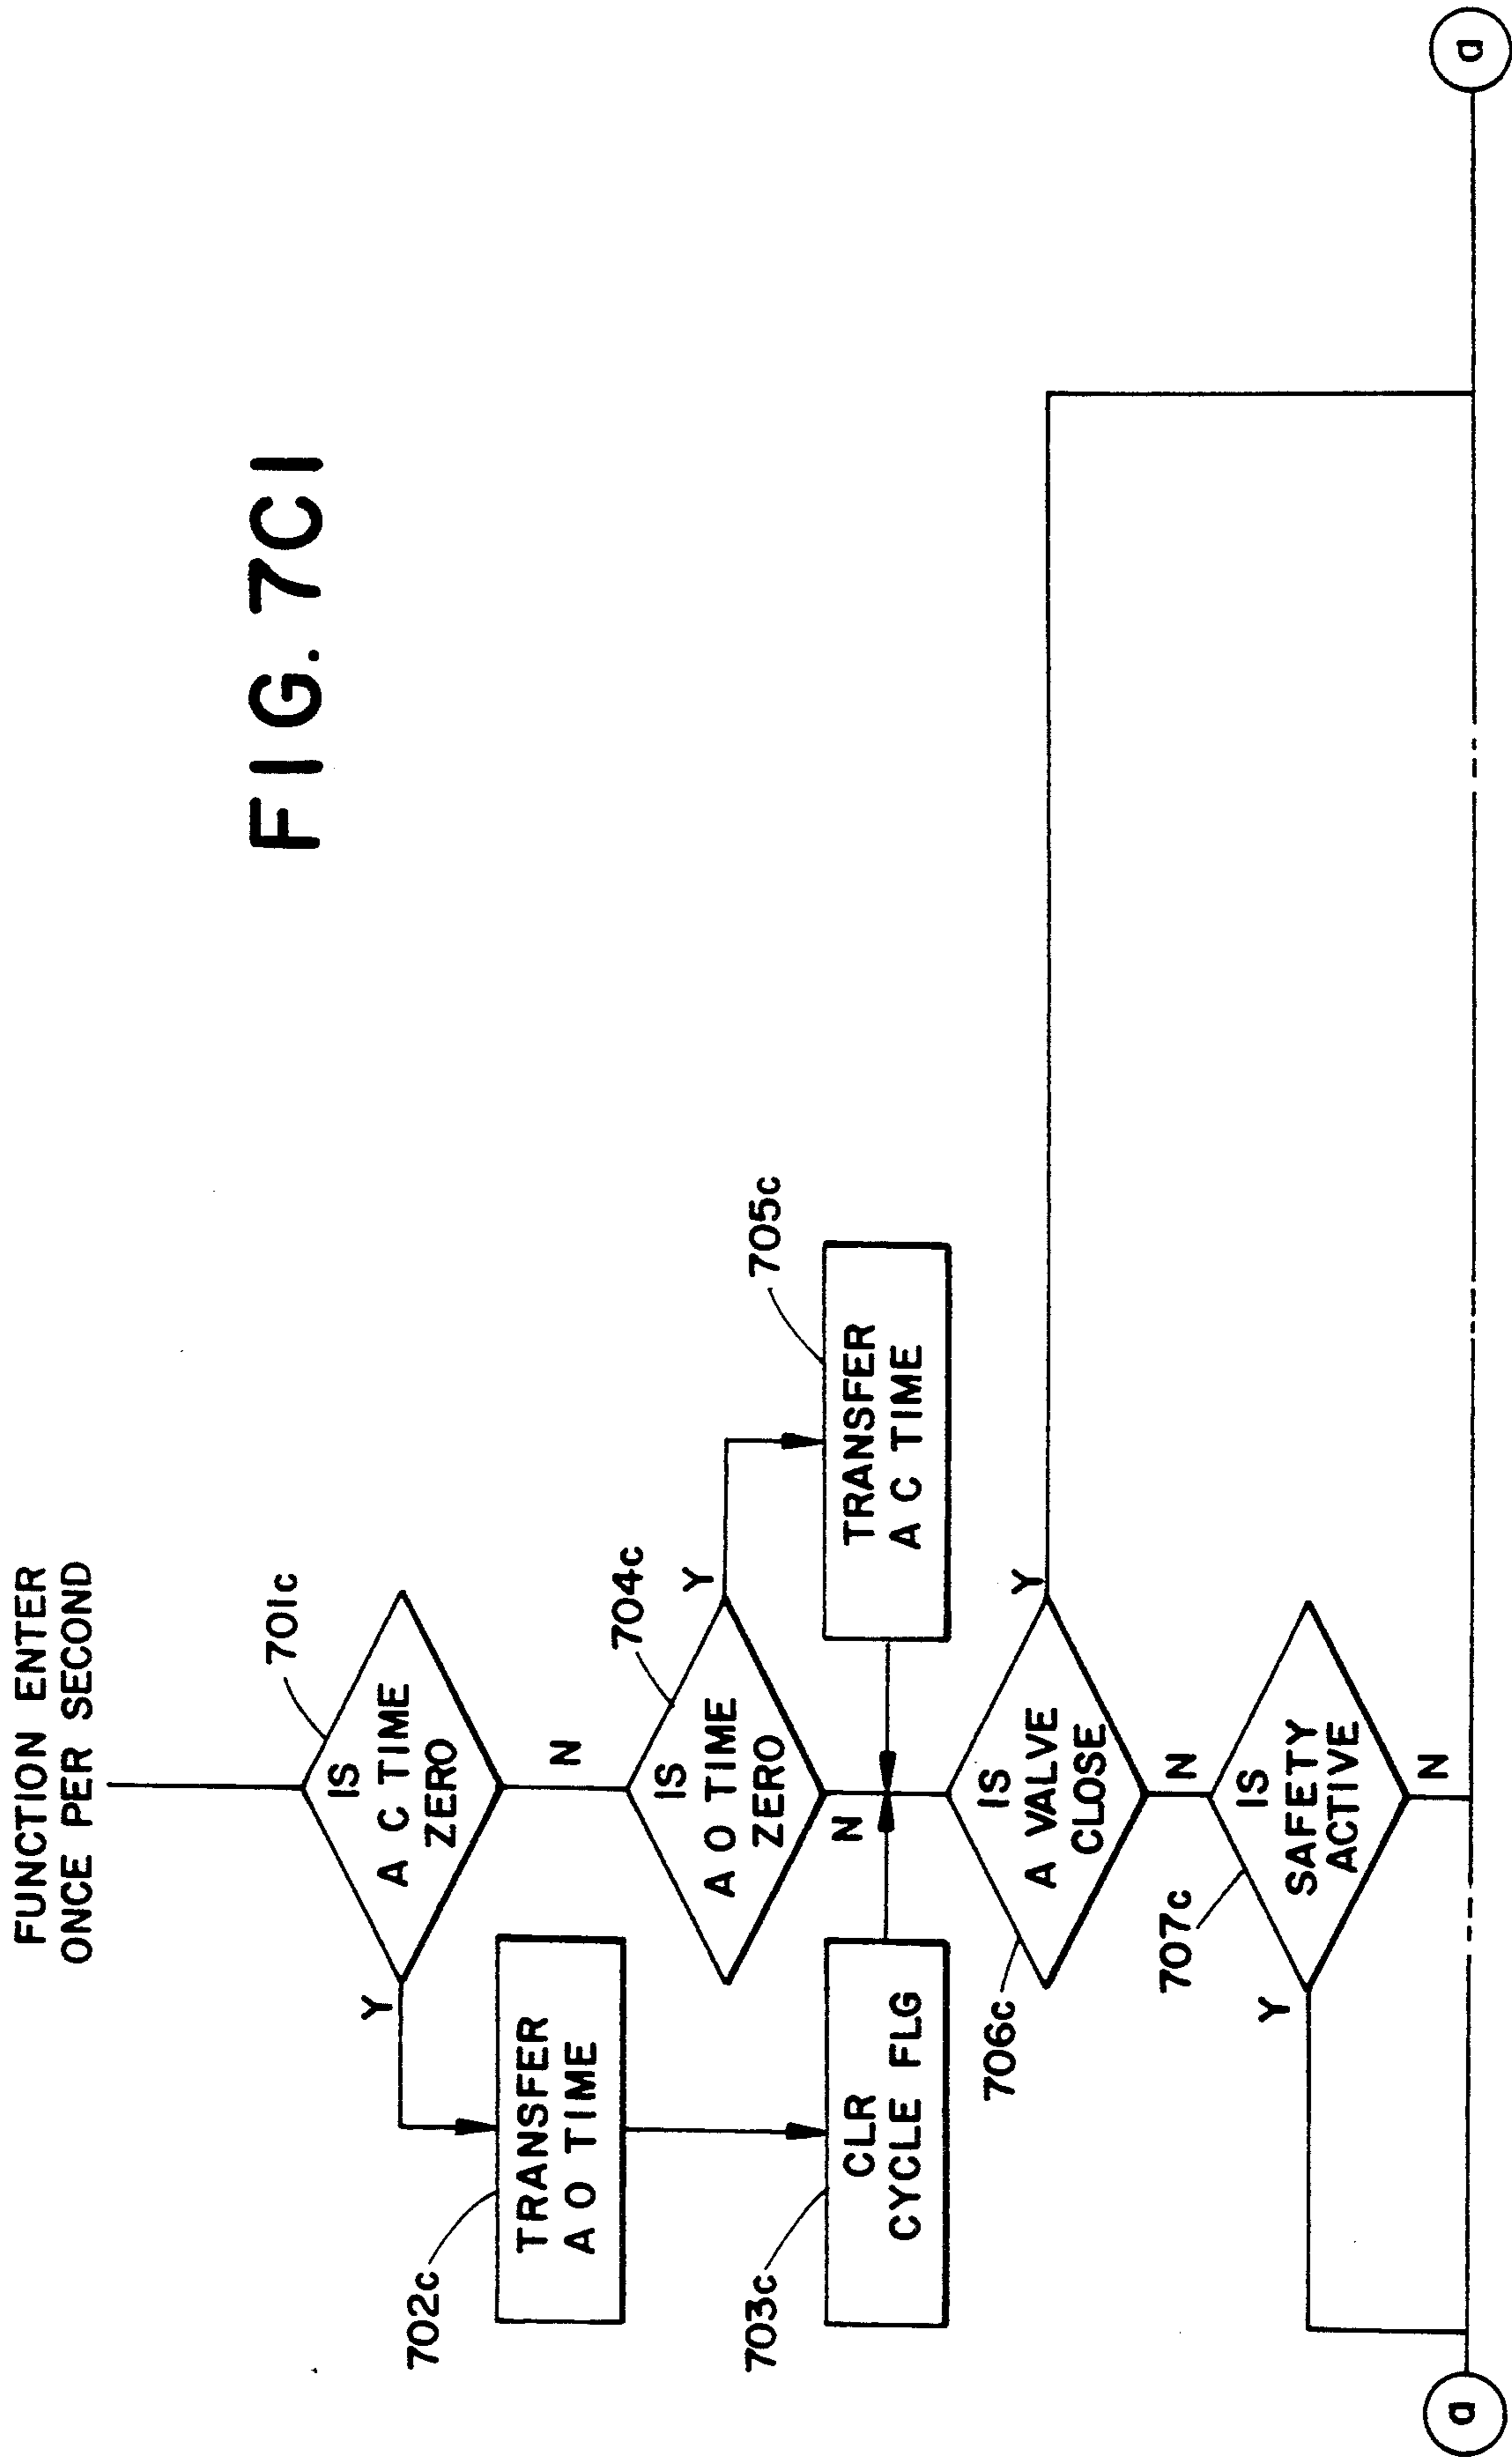 FIG. 7C1
FUNCTION ENTER
ONCE PER SECOND
701c
IS
A C TIME
ZERO
Y
N
702c
TRANSFER
A O TIME
704c
IS
A O TIME
ZERO
Y
N
705c
TRANSFER
A C TIME
703c
CLR
CYCLE FLG
706c
IS
A VALVE
CLOSE
Y
N
707c
IS
SAFETY
ACTIVE
Y
N
a
a